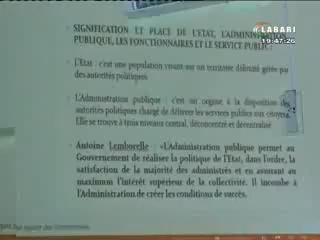 #LABARI
19:47:26
SIGNIFICATION ET PLACE DE L'ETAT, L'ADMINISTRATION
PUBLIQUE, LES FONCTIONNAIRES ET LE SERVICE PUBLIC
L'Etat : c'est une population vivant sur un territoire délimité gérée par
des autorités politiques
L'Administration publique : c'est un organe à la disposition des
autorités politiques chargé de délivrer les services publics aux citoyens.
Elle se trouve à trois niveaux central, déconcentré et décentralisé
Antoine Lemborelle : «L'Administration publique permet au
Gouvernement de réaliser la politique de l'Etat, dans l'ordre, la
satisfaction de la majorité des administrés et en assurant au
maximum l'intérêt supérieur de la collectivité. Il incombe à
l'Administration de créer les conditions de succès.